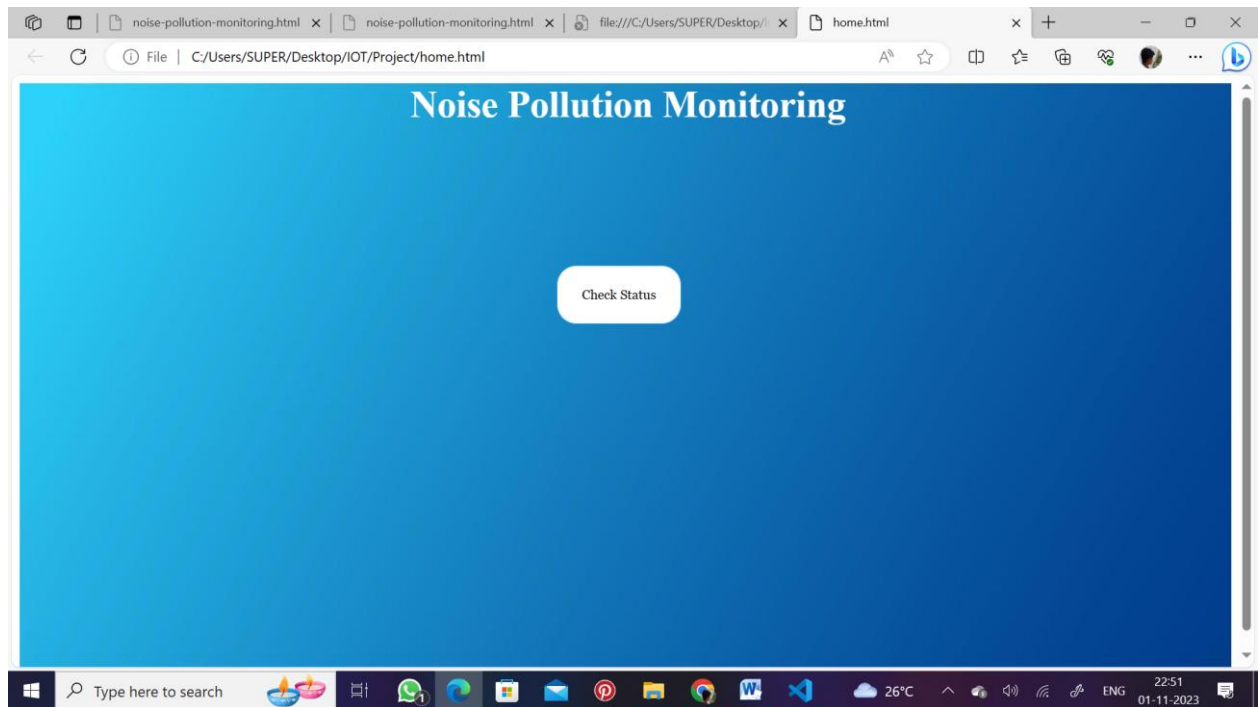 noise-pollution-monitoring.html
noise-pollution-monitoring.html
file:///C:/Users/SUPER/Desktop/I
home.html
File
C:/Users/SUPER/Desktop/IOT/Project/home.html
Noise Pollution Monitoring
Check Status
Type here to search
1
W
26°C
ENG
22:51
01-11-2023